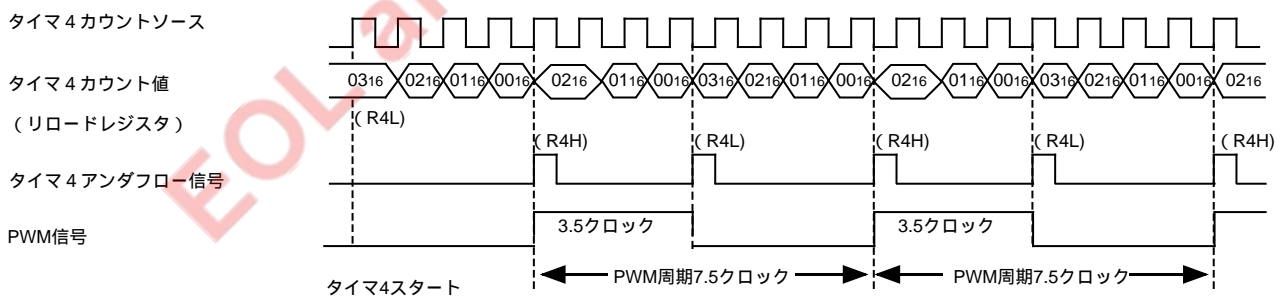 タイマ４カウントソース
タイマ４カウント値
0316 0216 0116 0016 0216 0116 0016 0316 0216 0116 0016 0216 0116 0016 0316 0216 0116 0016 0216
（リロードレジスタ）
( R4L)
( R4H) ( R4L) ( R4H) ( R4L) ( R4H)
タイマ４アンダフロー信号
PWM信号
3.5クロック 3.5クロック
PWM周期7.5クロック PWM周期7.5クロック
タイマ4スタート
EOL